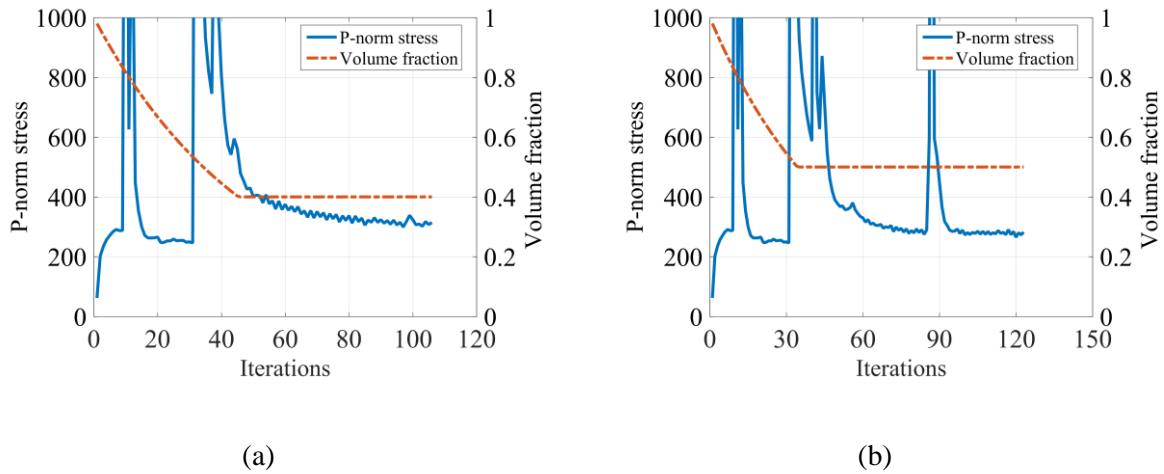 1000
800
600
400
200
0
P-norm stress
1
0.8
0.6
0.4
0.2
0
Volume fraction
0 20 40 60 80 100 120
Iterations
P-norm stress
Volume fraction
(a)
1000
800
600
400
200
0
P-norm stress
1
0.8
0.6
0.4
0.2
0
Volume fraction
0 30 60 90 120 150
Iterations
P-norm stress
Volume fraction
(b)